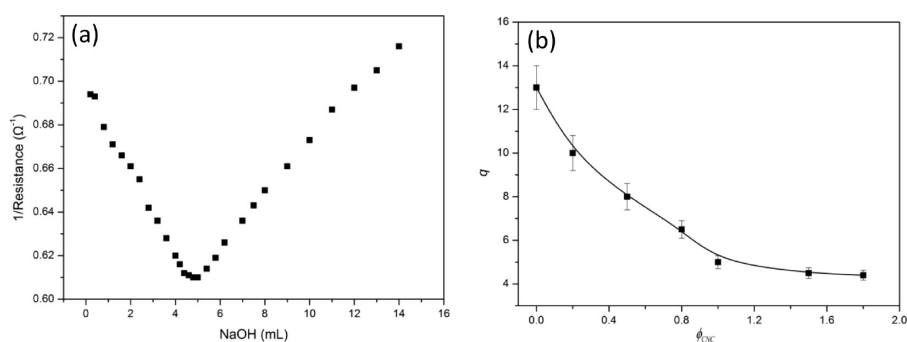 (a)
0.72
0.70
0.68
0.66
0.64
0.62
0.60
1/Resistance (Ω⁻¹)
0 2 4 6 8 10 12 14 16
NaOH (mL)
(b)
16
14
12
10
8
6
4
q
0.0 0.4 0.8 1.2 1.6 2.0
ϕCNC